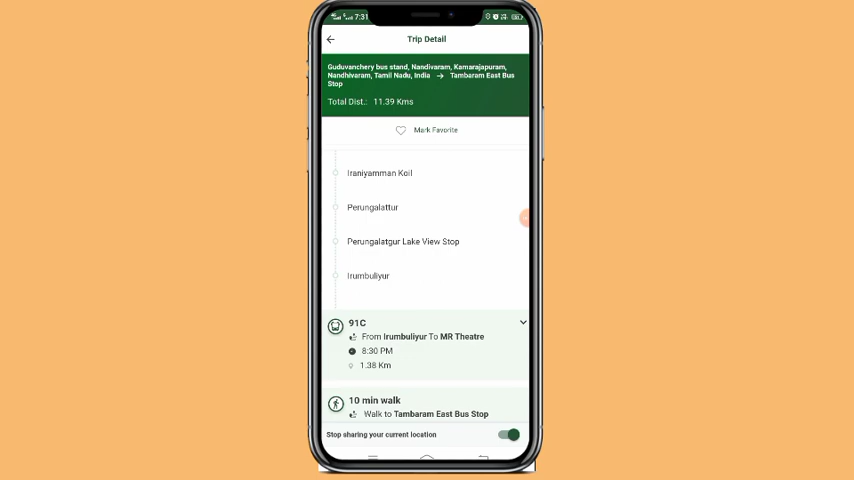 7:31
Trip Detail
Guduvanchery bus stand, Nandivaram, Kamarajapuram,
Nandhivaram, Tamil Nadu, India → Tambaram East Bus
Stop
Total Dist.: 11.39 Kms
Mark Favorite
Iraniyamman Koil
Perungalattur
Perungalatgur Lake View Stop
Irumbuliyur
91C
From Irumbuliyur To MR Theatre
8:30 PM
1.38 Km
10 min walk
Walk to Tambaram East Bus Stop
Stop sharing your current location